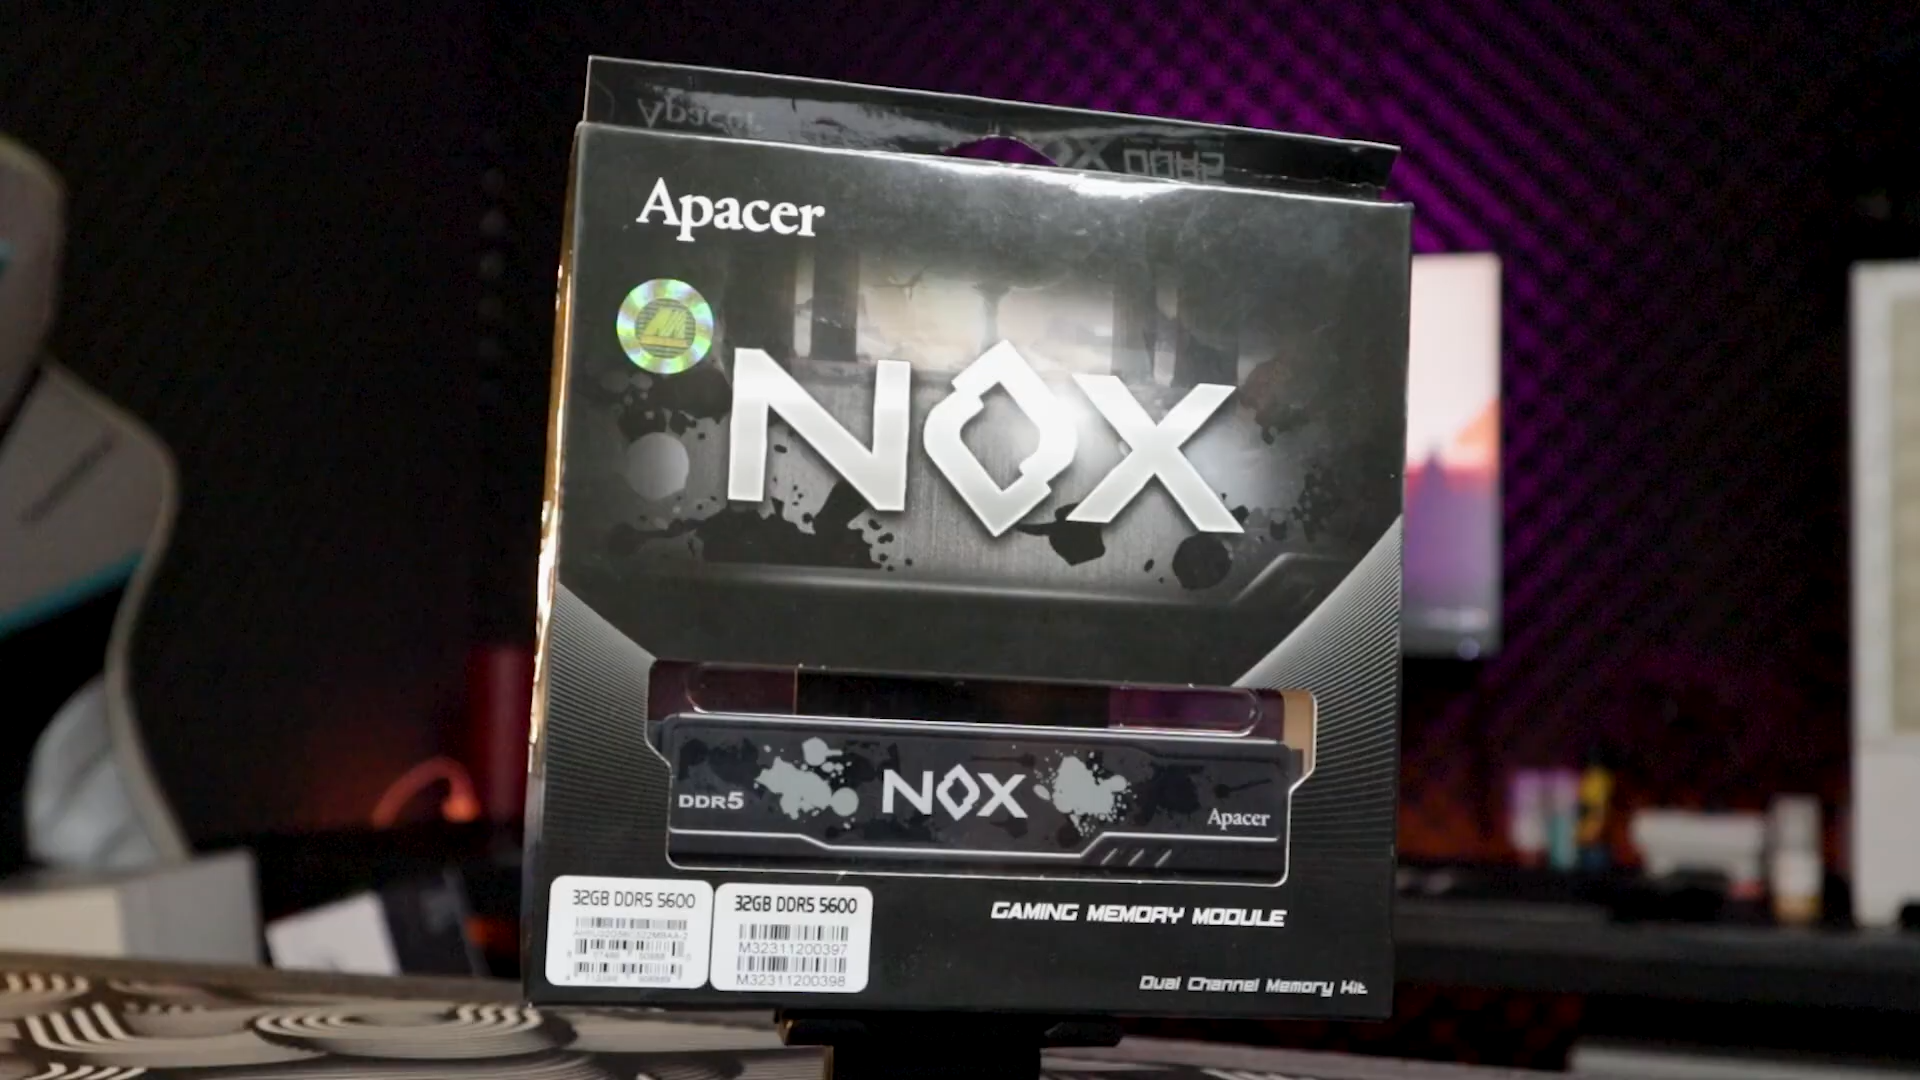 Apacer
NOX
DDR5
NOX
Apacer
32GB DDR5 5600
32GB DDR5 5600
M32311200397
M32311200398
GAMING MEMORY MODULE
Dual Channel Memory Kit